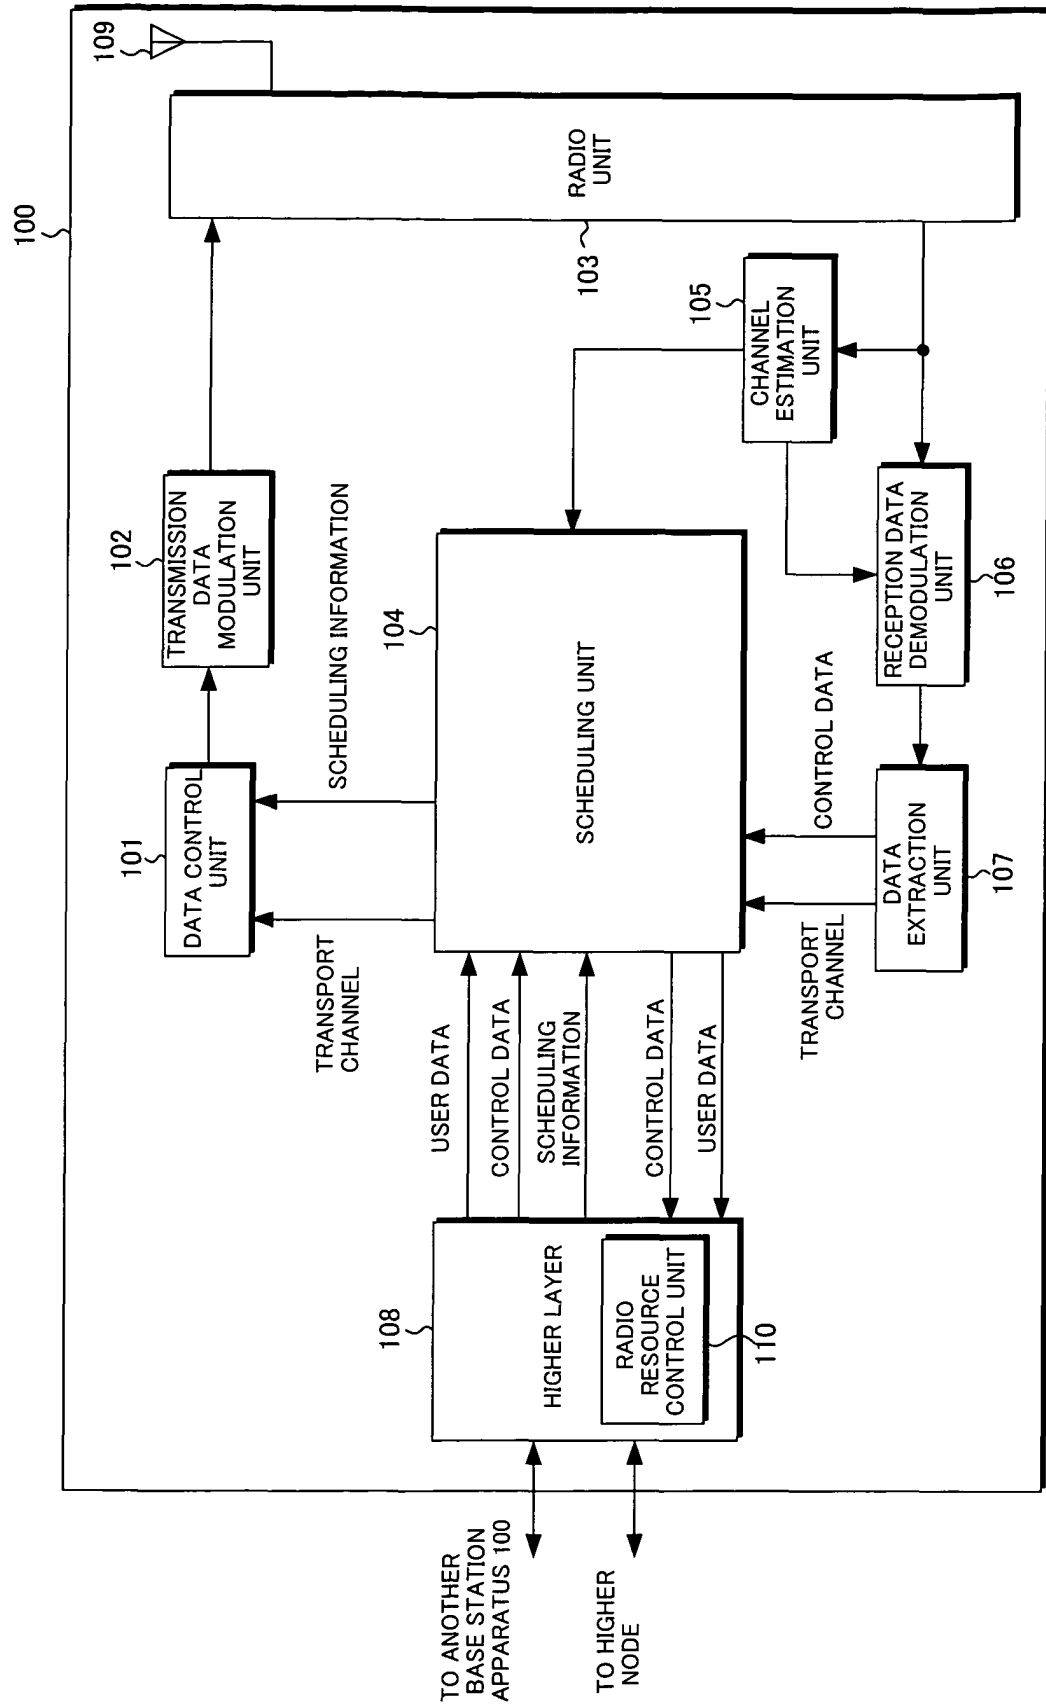 100
109
101
DATA CONTROL
UNIT
102
TRANSMISSION
DATA
MODULATION
UNIT
RADIO
UNIT
103
TRANSPORT
CHANNEL
SCHEDULING INFORMATION
104
SCHEDULING UNIT
105
CHANNEL
ESTIMATION
UNIT
108
HIGHER LAYER
RADIO
RESOURCE
CONTROL UNIT
110
USER DATA
CONTROL DATA
SCHEDULING
INFORMATION
CONTROL DATA
USER DATA
TO ANOTHER
BASE STATION
APPARATUS 100
TO HIGHER
NODE
TRANSPORT
CHANNEL
CONTROL DATA
DATA
EXTRACTION
UNIT
107
RECEPTION DATA
DEMODULATION
UNIT
106